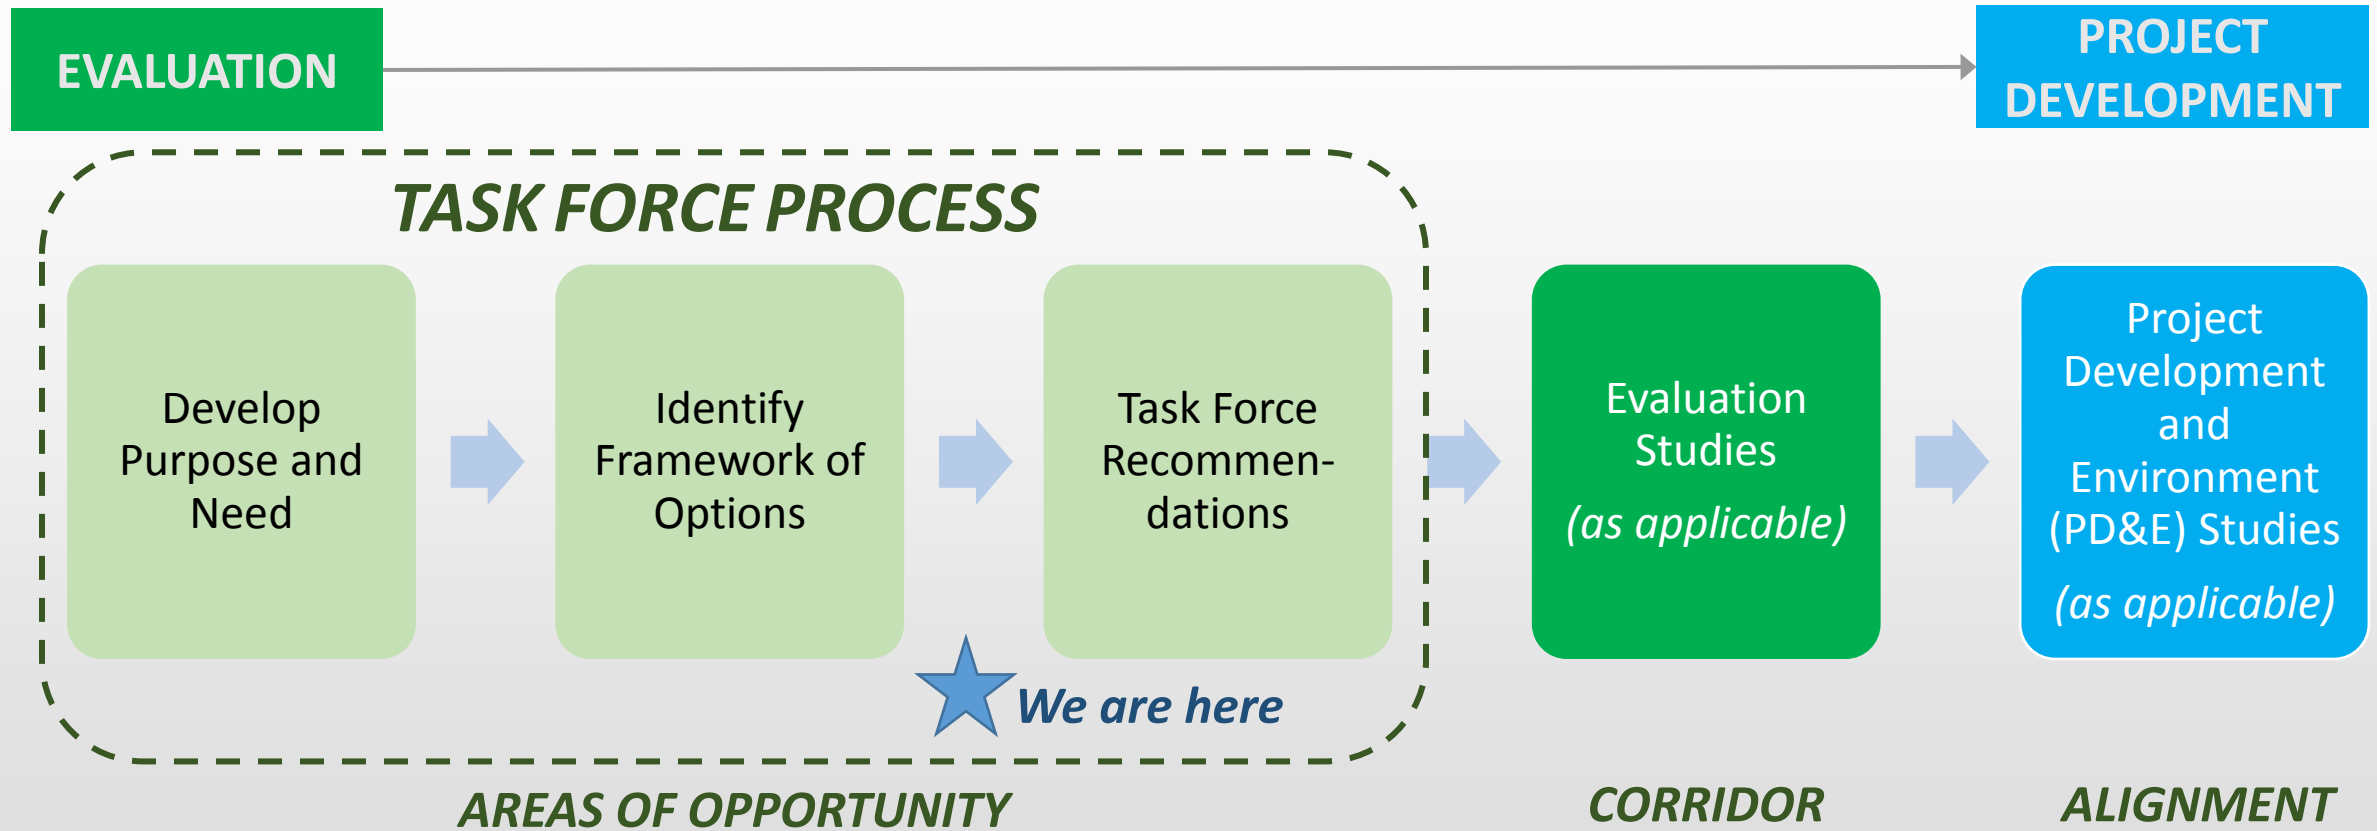 EVALUATION
PROJECT
DEVELOPMENT
TASK FORCE PROCESS
Develop
Purpose and
Need
Identify
Framework of
Options
Task Force
Recommen-
dations
Evaluation
Studies
(as applicable)
Project
Development
and
Environment
(PD&E) Studies
(as applicable)
We are here
AREAS OF OPPORTUNITY
CORRIDOR
ALIGNMENT